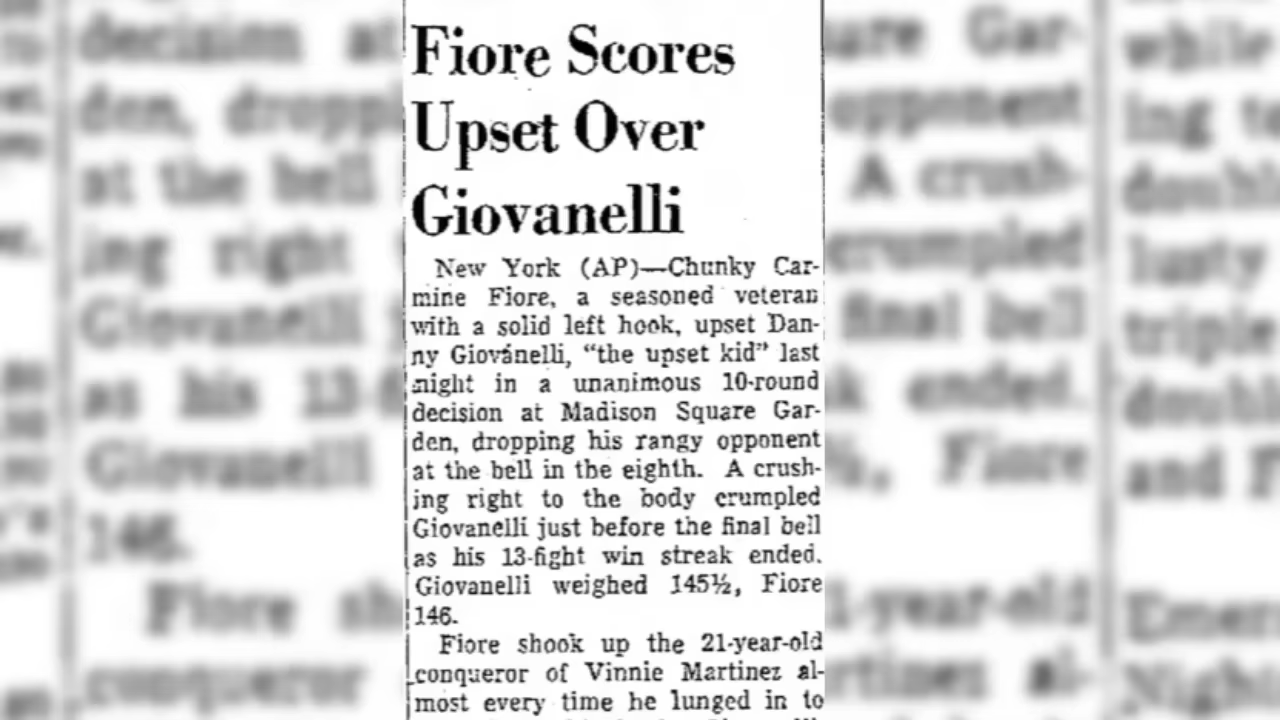 Fiore Scores
Upset Over
Giovanelli
New York (AP)—Chunky Car-
mine Fiore, a seasoned veteran
with a solid left hook, upset Dan-
ny Giovánelli, “the upset kid” last
night in a unanimous 10-round
decision at Madison Square Gar-
den, dropping his rangy opponent
at the bell in the eighth. A crush-
ing right to the body crumpled
Giovanelli just before the final bell
as his 13-fight win streak ended.
Giovanelli weighed 145½, Fiore
146.
Fiore shook up the 21-year-old
conqueror of Vinnie Martinez al-
most every time he lunged in to